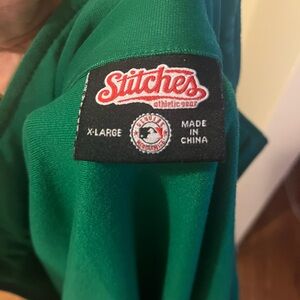 Stitches
athletic gear
X-LARGE
MADE
IN
CHINA